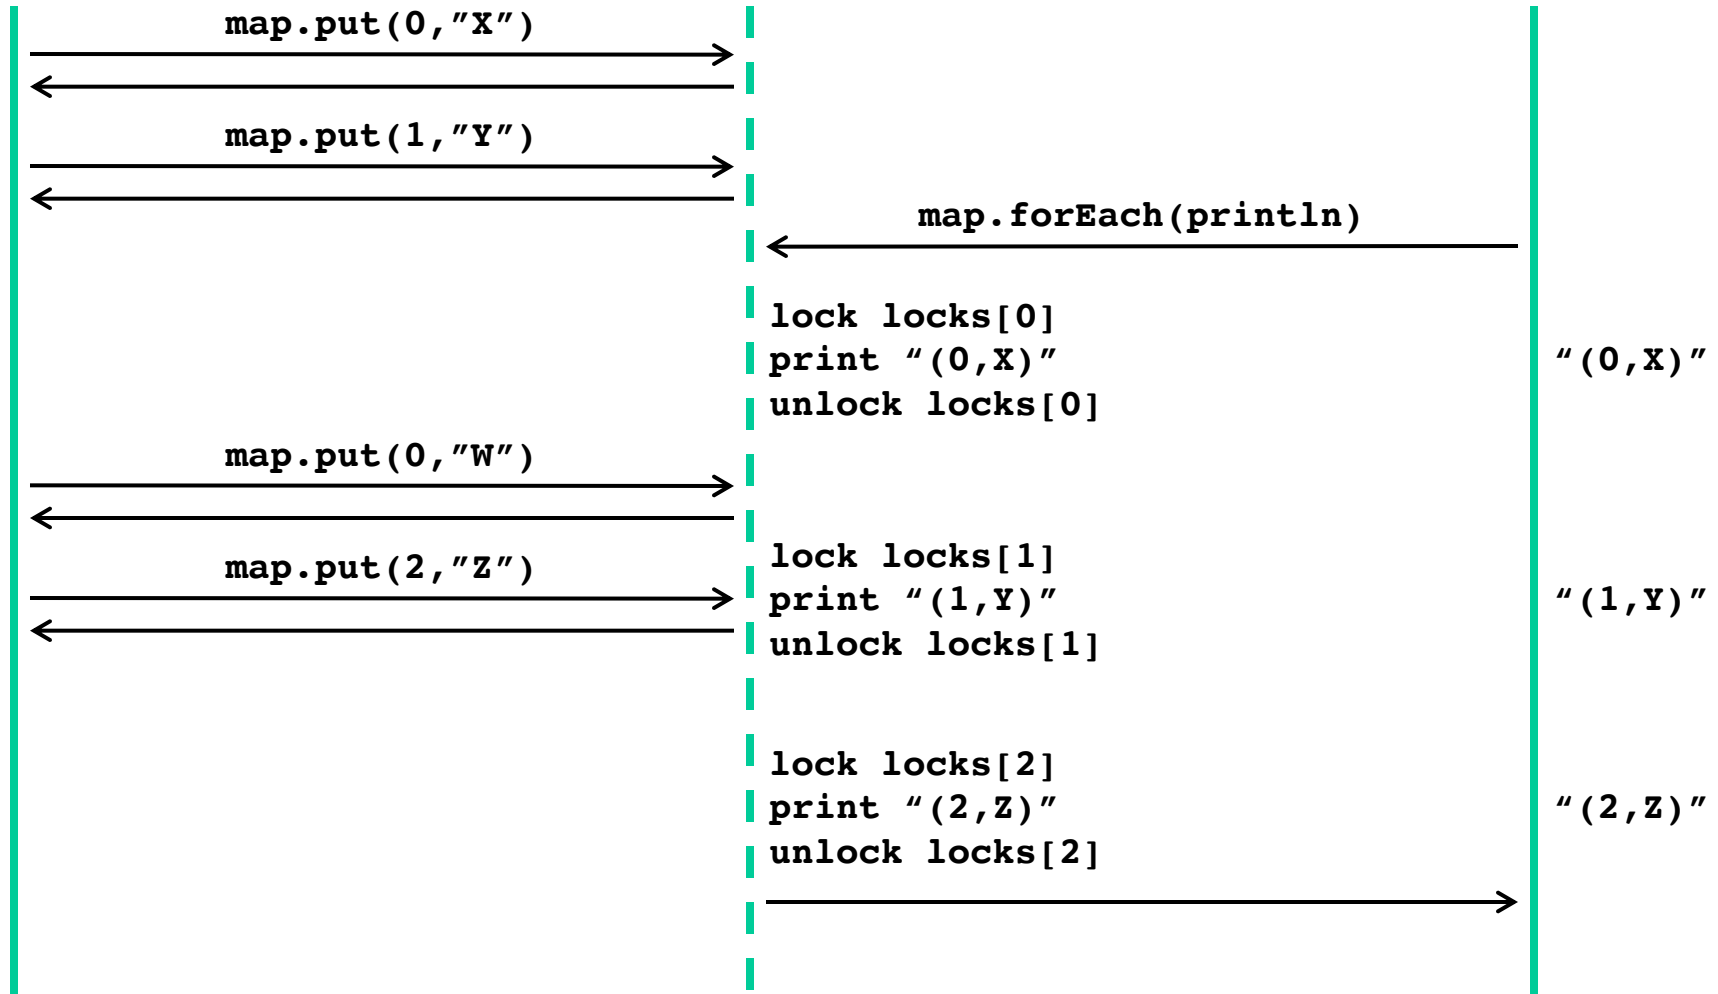 map.put(0,″X″)
map.put(1,″Y″)
map.forEach(println)
lock locks[0]
print “(0,X)″ “(0,X)″
unlock locks[0]
map.put(0,″W″)
lock locks[1]
map.put(2,″Z″)
print “(1,Y)″ “(1,Y)″
unlock locks[1]
lock locks[2]
print “(2,Z)″ “(2,Z)″
unlock locks[2]